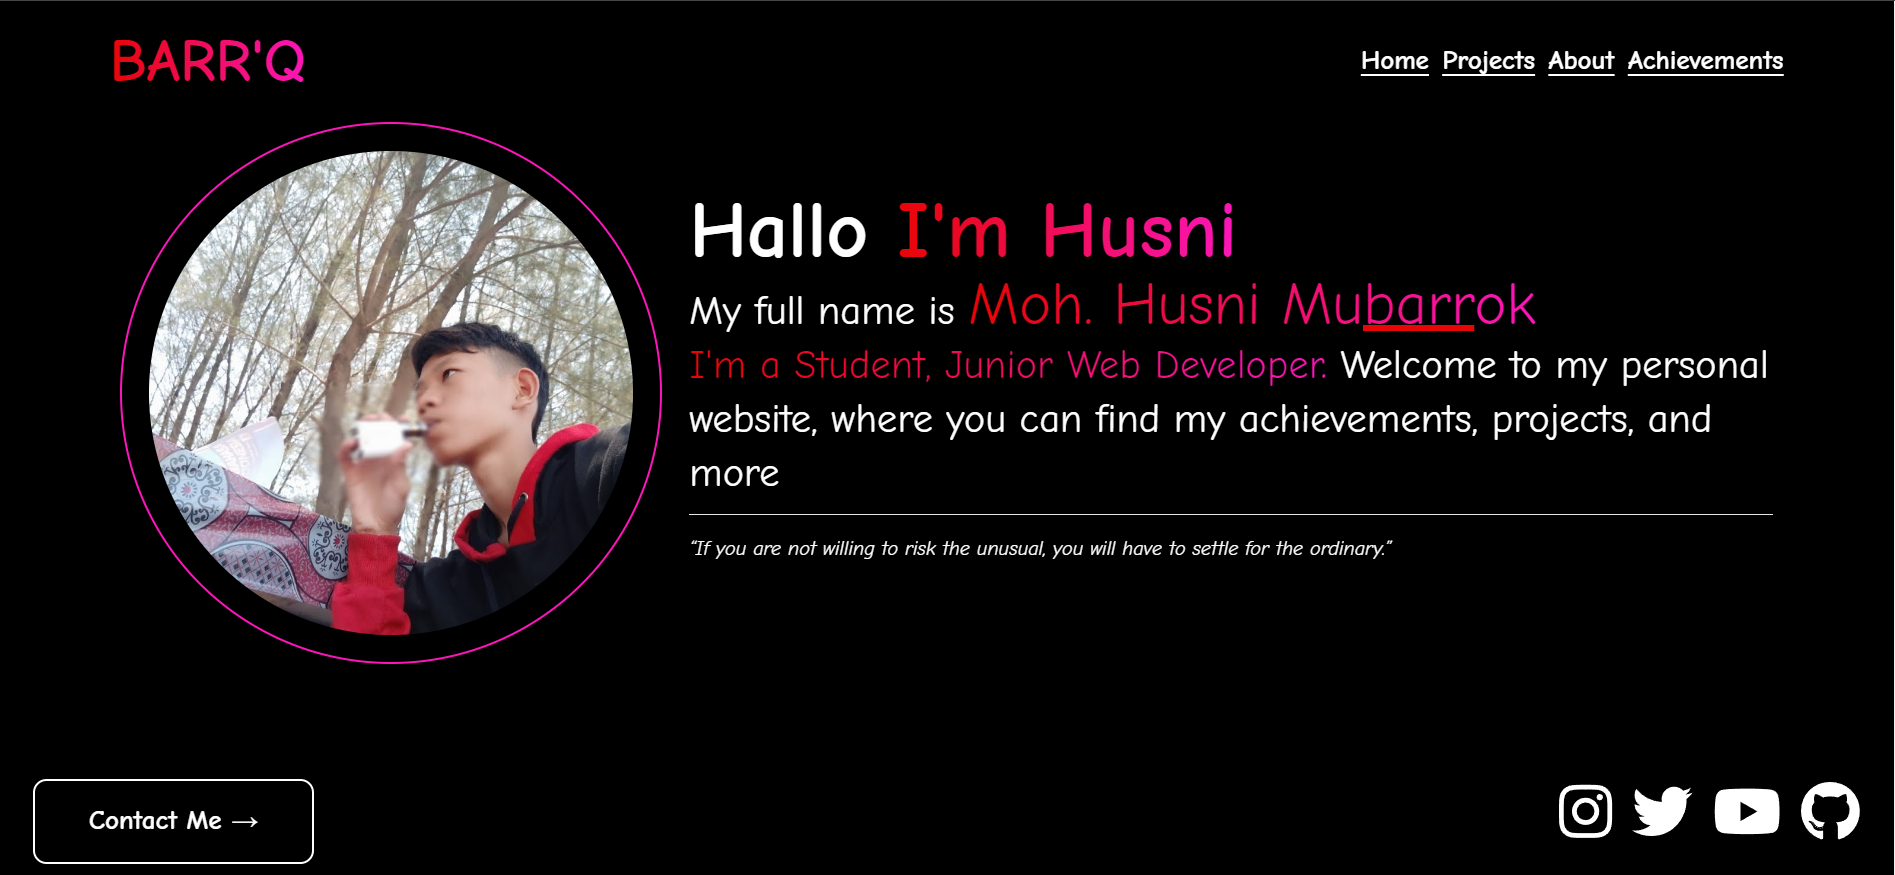 BARR'Q
Home Projects About Achievements
Hallo I'm Husni
My full name is Moh. Husni Mubarrok
I'm a Student, Junior Web Developer. Welcome to my personal
website, where you can find my achievements, projects, and
more
“If you are not willing to risk the unusual, you will have to settle for the ordinary.”
Contact Me →